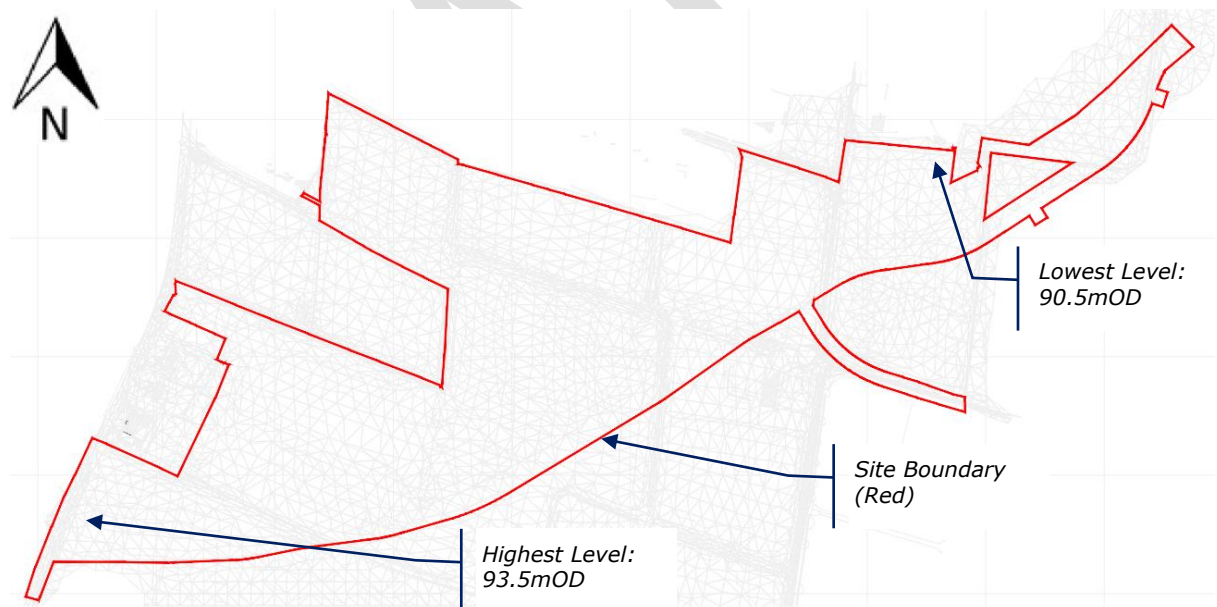 N
Lowest Level:
90.5mOD
Site Boundary
(Red)
Highest Level:
93.5mOD